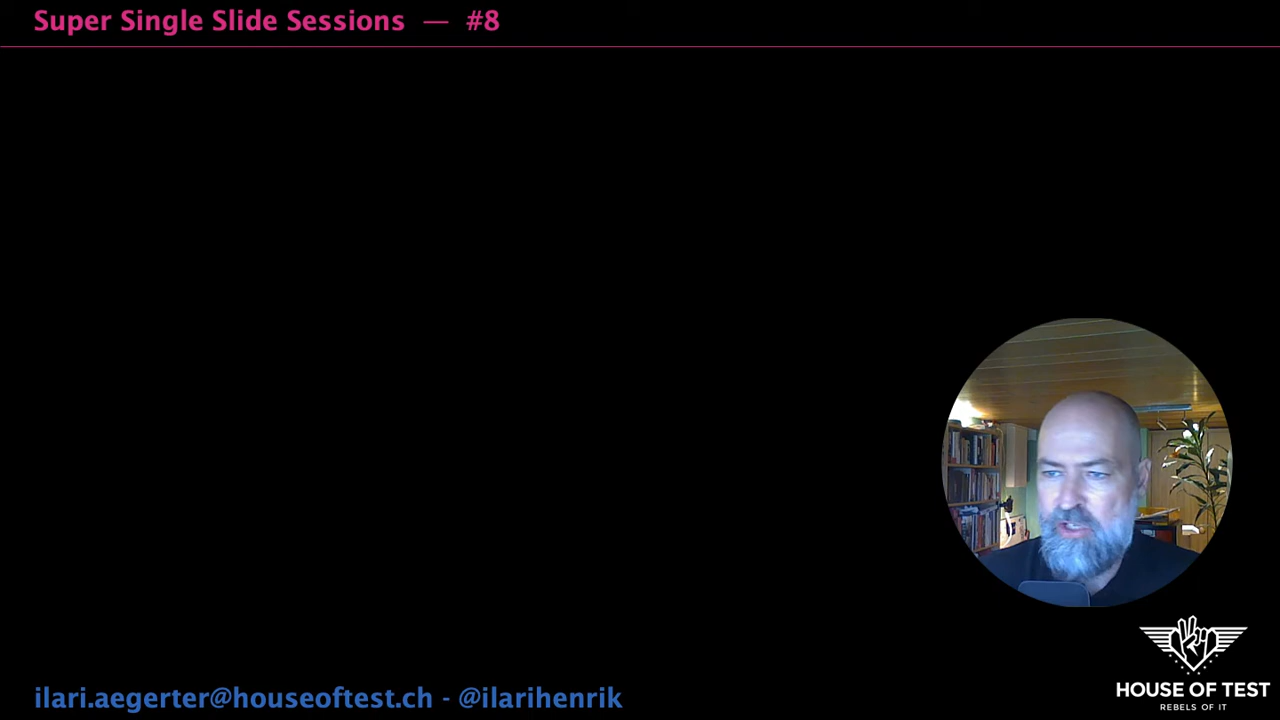 Super Single Slide Sessions — #8
ilari.aegerter@houseoftest.ch - @ilarihenrik
HOUSE OF TEST
REBELS OF IT